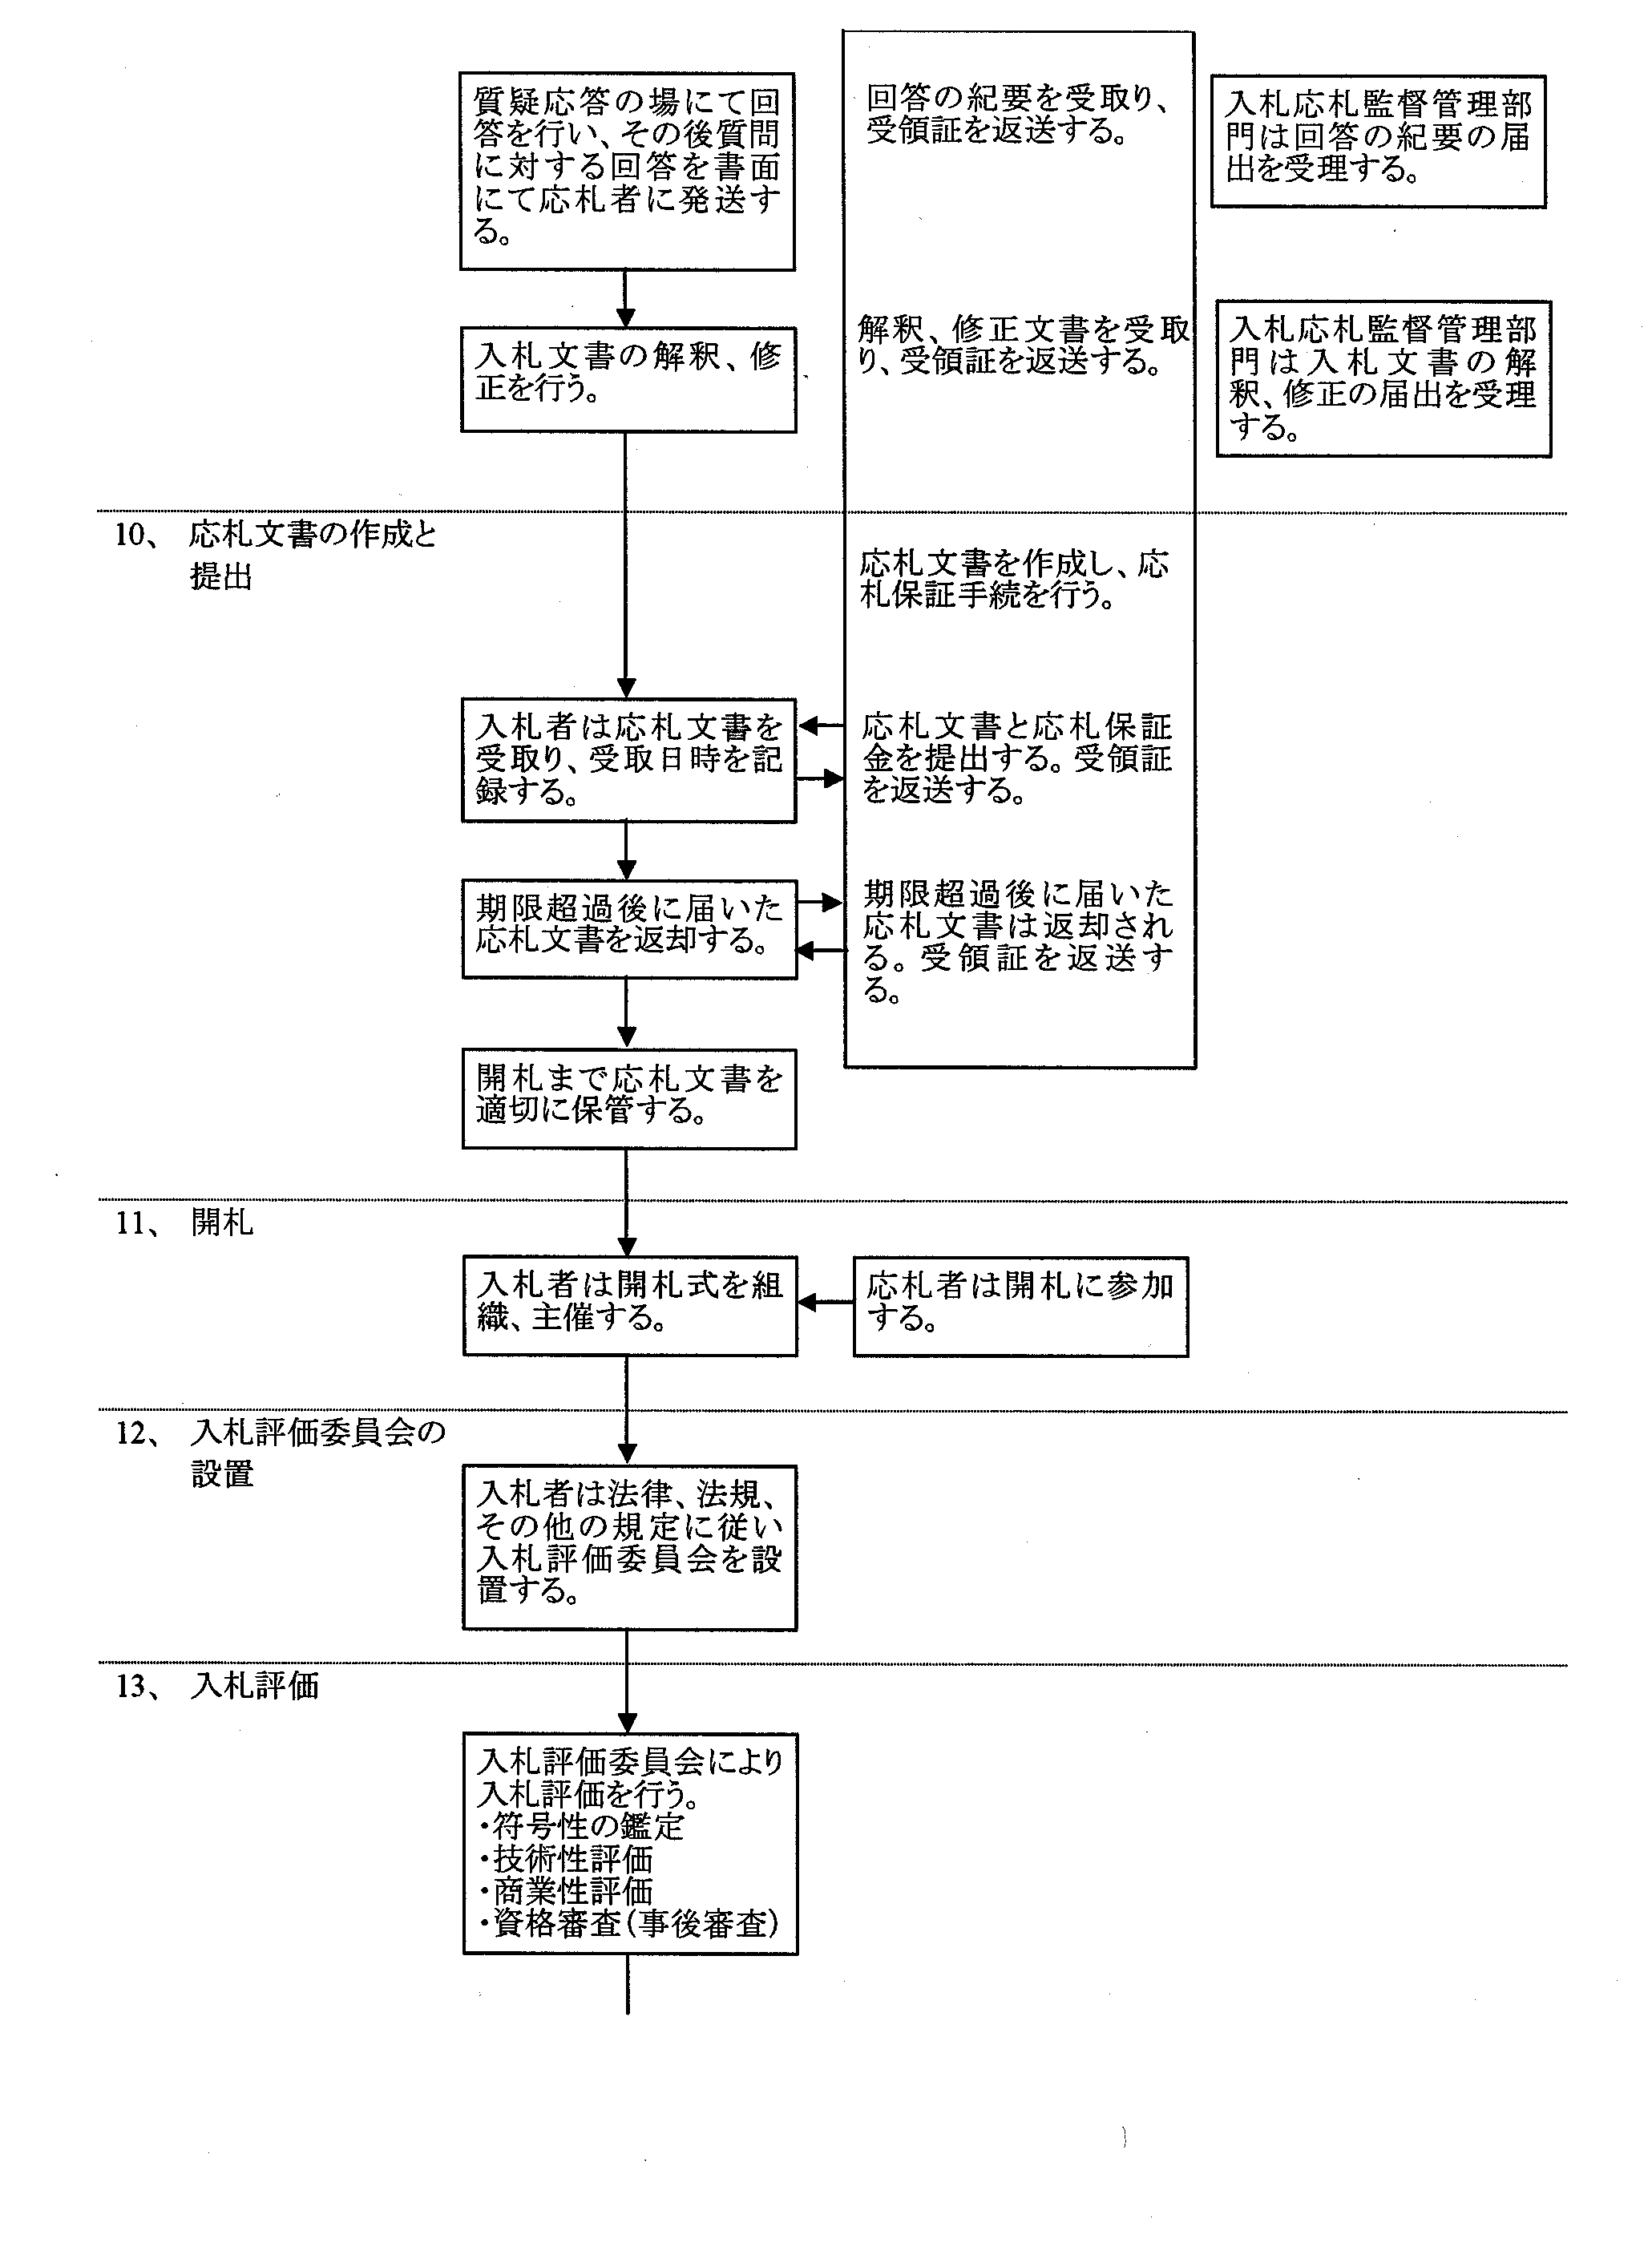 質疑応答の場にて回
答を行い、その後質問
に対する回答を書面
にて応札者に発送す
る。
回答の紀要を受取り、
受領証を返送する。
入札応札監督管理部
門は回答の紀要の届
出を受理する。
入札文書の解釈、修
正を行う。
解釈、修正文書を受取
り、受領証を返送する。
入札応札監督管理部
門は入札文書の解
釈、修正の届出を受理
する。
10、 応札文書の作成と
提出
応札文書を作成し、応
札保証手続を行う。
入札者は応札文書を
受取り、受取日時を記
録する。
応札文書と応札保証
金を提出する。受領証
を返送する。
期限超過後に届いた
応札文書を返却する。
期限超過後に届いた
応札文書は返却され
る。受領証を返送す
る。
開札まで応札文書を
適切に保管する。
11、 開札
入札者は開札式を組
織、主催する。
応札者は開札に参加
する。
12、 入札評価委員会の
設置
入札者は法律、法規、
その他の規定に従い
入札評価委員会を設
置する。
13、 入札評価
入札評価委員会により
入札評価を行う。
・符号性の鑑定
・技術性評価
・商業性評価
・資格審査(事後審査)